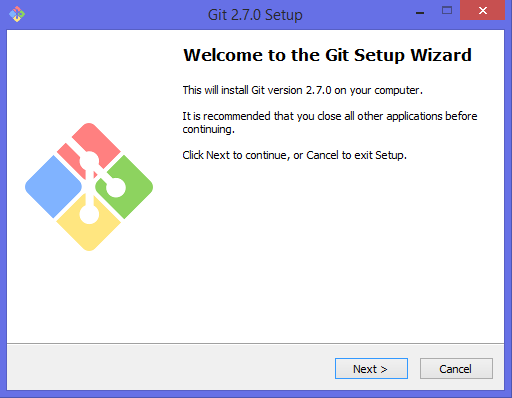 Git 2.7.0 Setup
Welcome to the Git Setup Wizard
This will install Git version 2.7.0 on your computer.
It is recommended that you close all other applications before
continuing.
Click Next to continue, or Cancel to exit Setup.
Next >
Cancel